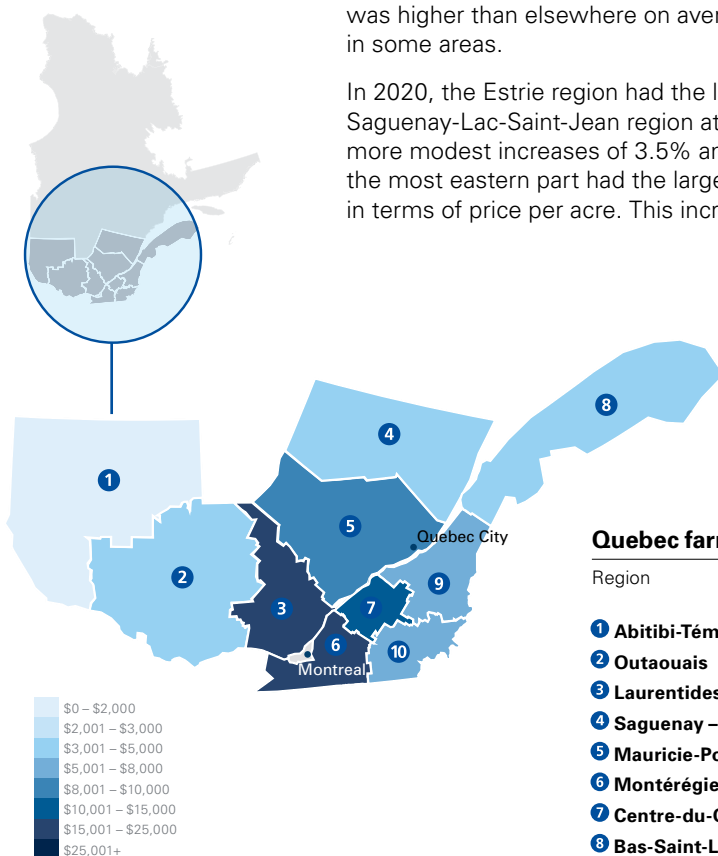 was higher than elsewhere on aver
in some areas.
In 2020, the Estrie region had the l
Saguenay-Lac-Saint-Jean region at
more modest increases of 3.5% an
the most eastern part had the large
in terms of price per acre. This incr
8
4
1
5
Quebec City
2
9
3
7
6
10
Montreal
$0 – $2,000
$2,001 – $3,000
$3,001 – $5,000
$5,001 – $8,000
$8,001 – $10,000
$10,001 – $15,000
$15,001 – $25,000
$25,001+
Quebec farr
Region
1 Abitibi-Tém
2 Outaouais
3 Laurentides
4 Saguenay –
5 Mauricie-Po
6 Montérégie
7 Centre-du-Q
8 Bas-Saint-L